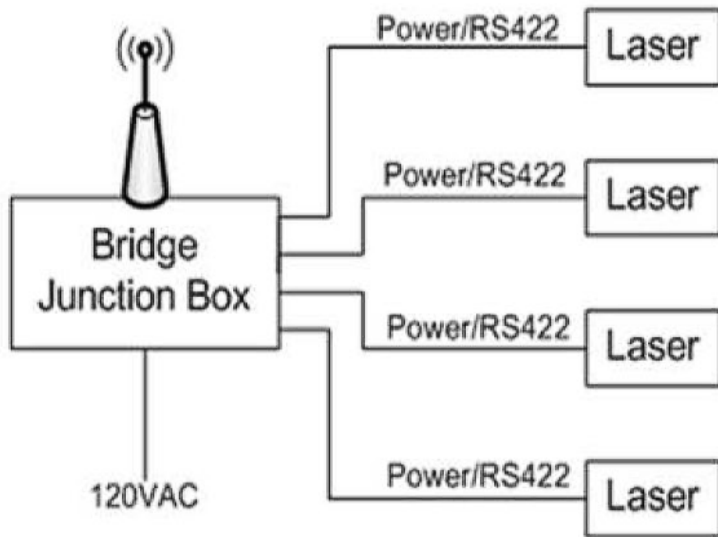 Power/RS422
Laser
Power/RS422
Laser
Bridge
Junction Box
Power/RS422
Laser
Power/RS422
Laser
120VAC